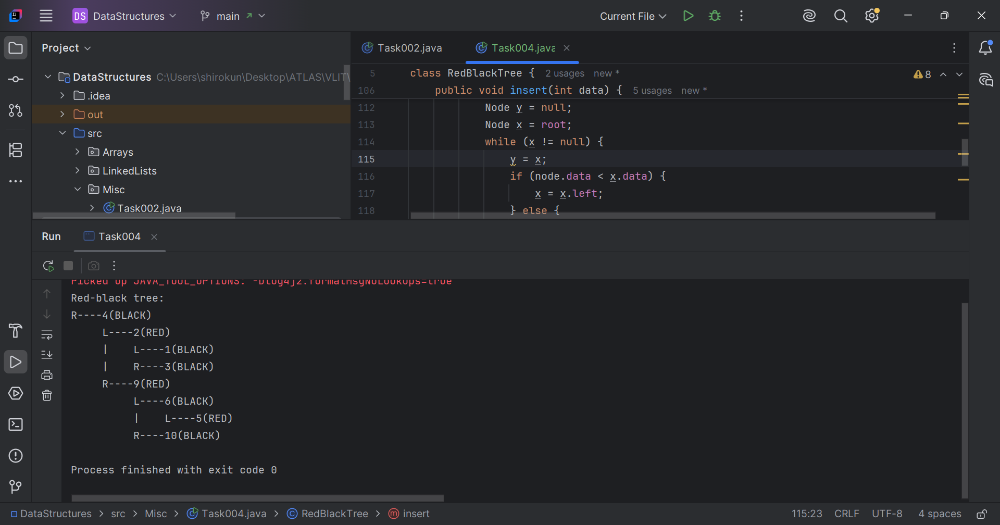 DS DataStructures main Current File
Project
Task002.java Task004.java
DataStructures C:\Users\shirokun\Desktop\ATLAS\VLIT\
.idea
out
src
Arrays
LinkedLists
Misc
Task002.java
5 class RedBlackTree { 2 usages new *
8
106 public void insert(int data) { 5 usages new *
112 Node y = null;
113 Node x = root;
114 while (x != null) {
115 y = x;
116 if (node.data < x.data) {
117 x = x.left;
118 } else {
Run Task004
Picked up JAVA_TOOL_OPTIONS: -Dlog4j2.formatMsgNoLookups=true
Red-black tree:
R----4(BLACK)
L----2(RED)
| L----1(BLACK)
| R----3(BLACK)
R----9(RED)
L----6(BLACK)
| L----5(RED)
R----10(BLACK)
Process finished with exit code 0
DataStructures > src > Misc > Task004.java > RedBlackTree > insert
115:23 CRLF UTF-8 4 spaces